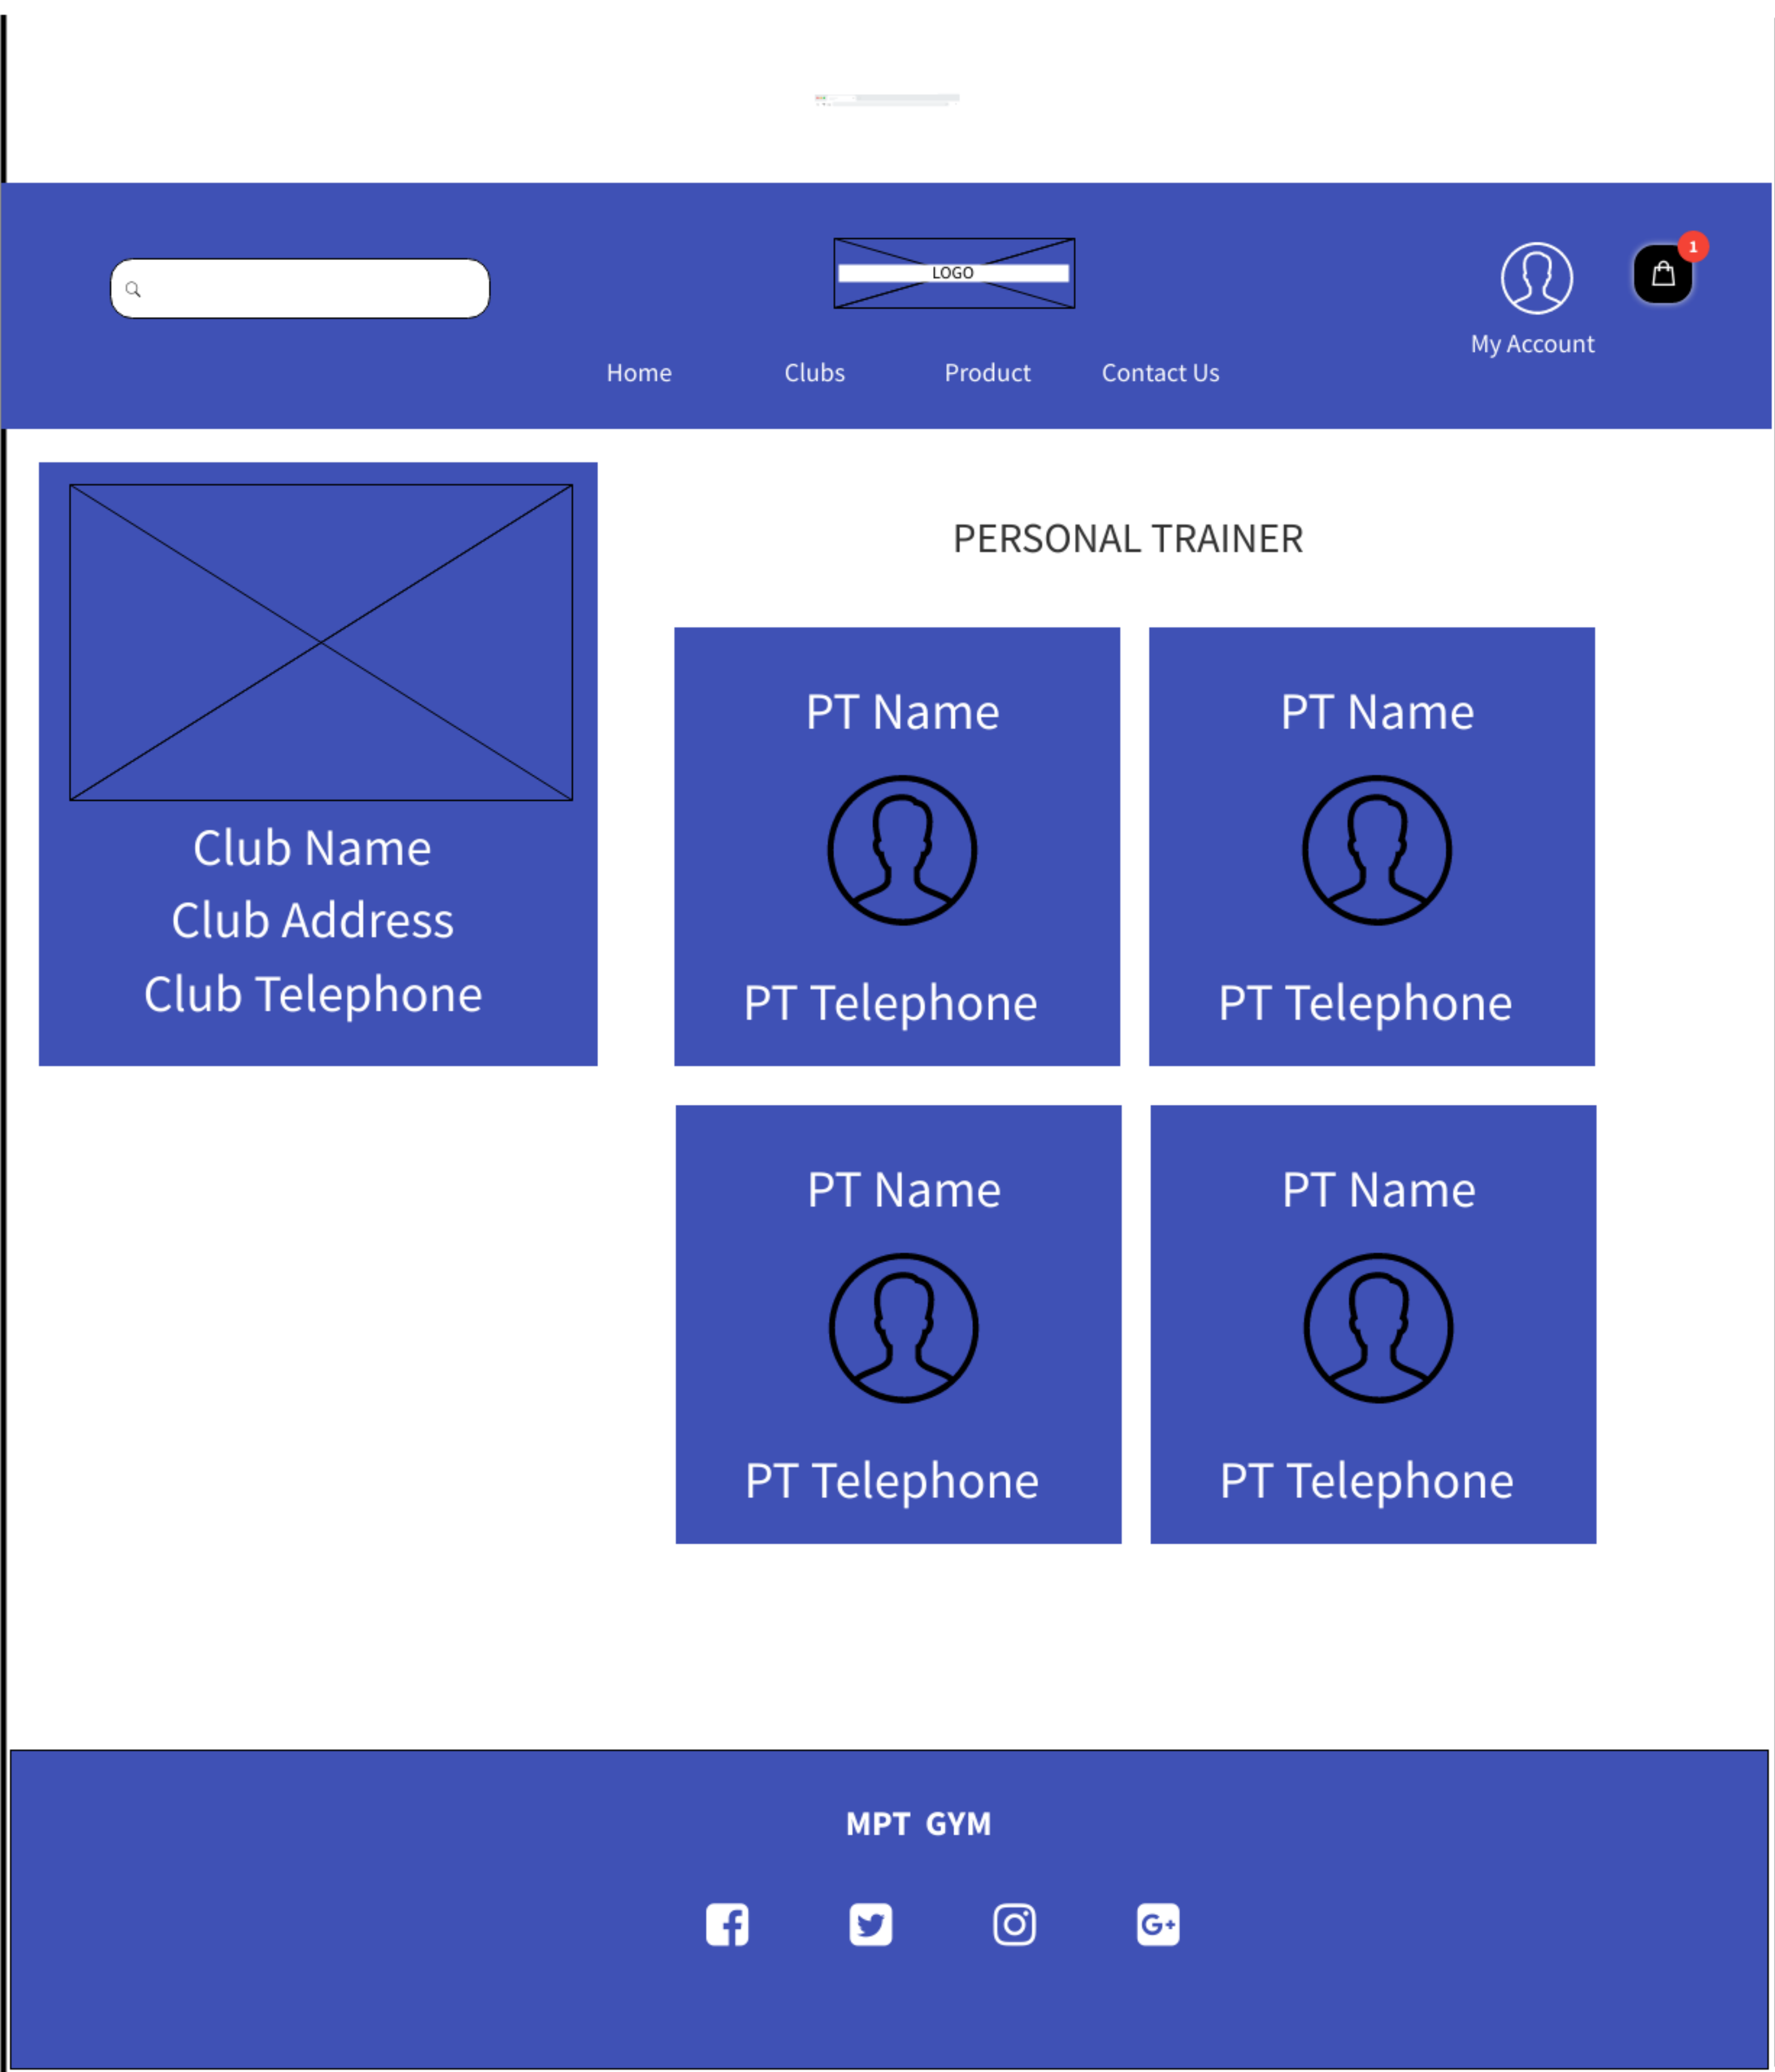 LOGO
1
My Account
Home Clubs Product Contact Us
PERSONAL TRAINER
Club Name
Club Address
Club Telephone
PT Name
PT Telephone
PT Name
PT Telephone
PT Name
PT Telephone
PT Name
PT Telephone
MPT GYM
G+